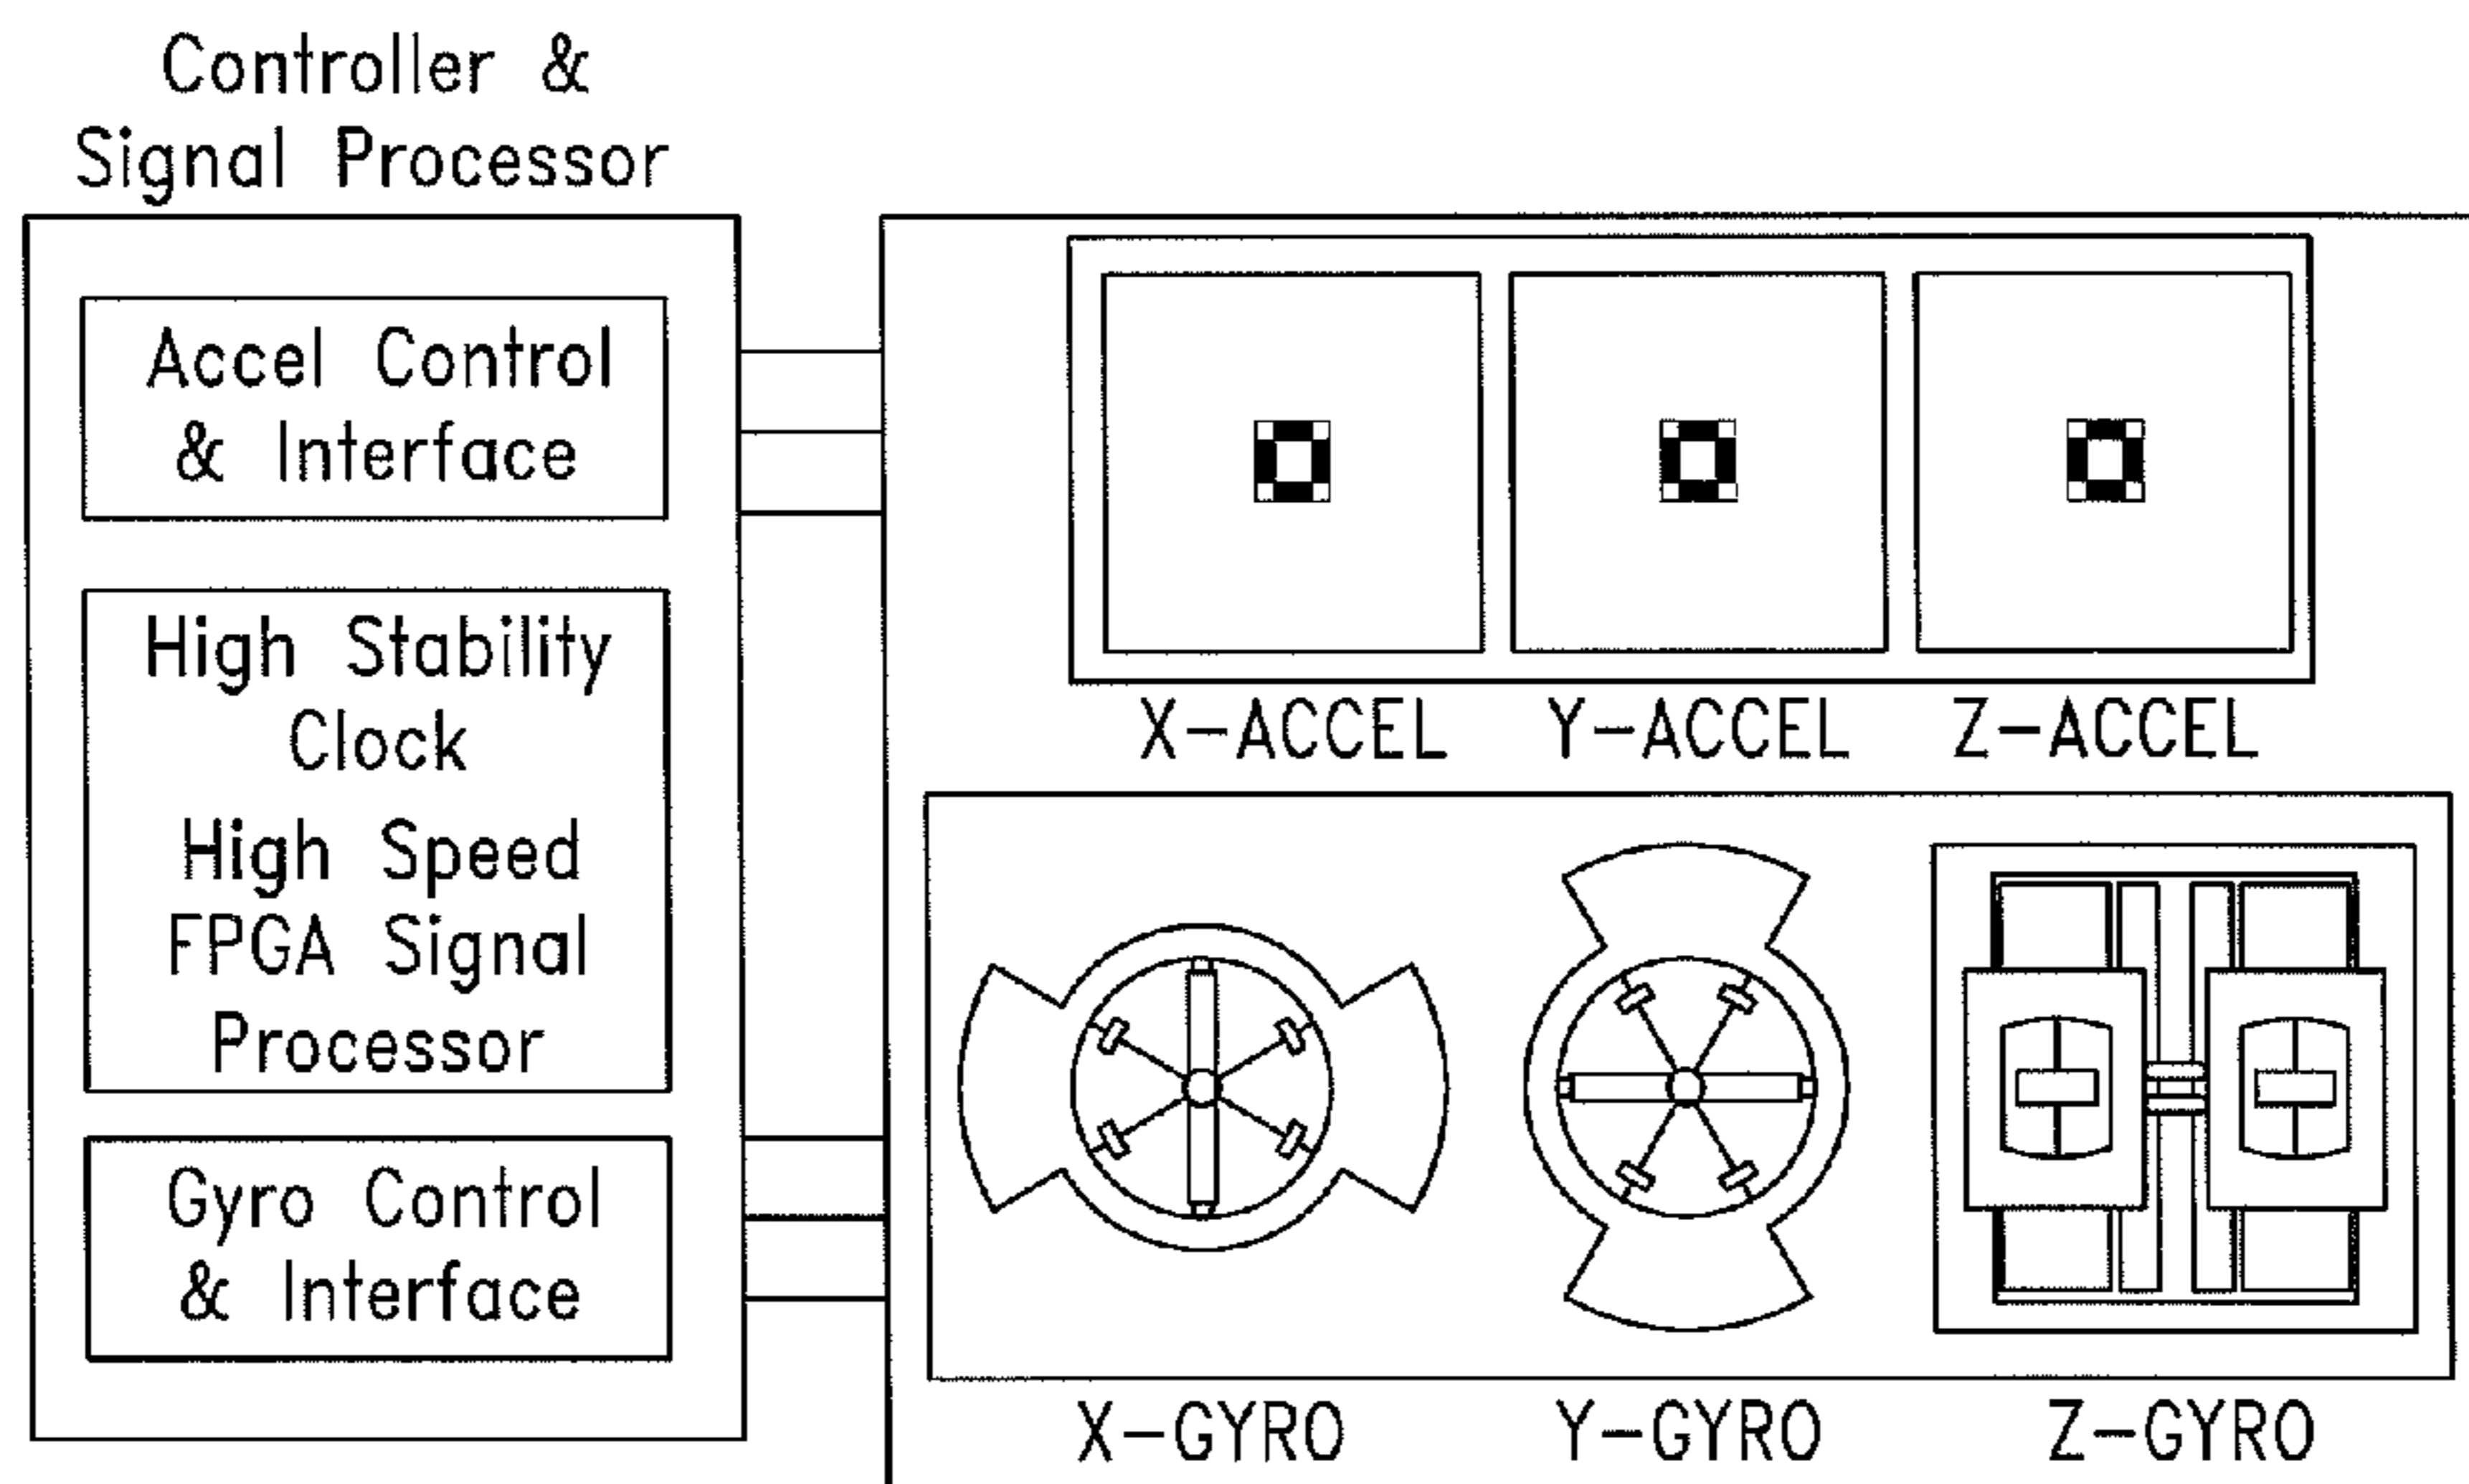 Controller &
Signal Processor
Accel Control
& Interface
High Stability
Clock
High Speed
FPGA Signal
Processor
Gyro Control
& Interface
X-ACCEL
Y-ACCEL
Z-ACCEL
X-GYRO
Y-GYRO
Z-GYRO